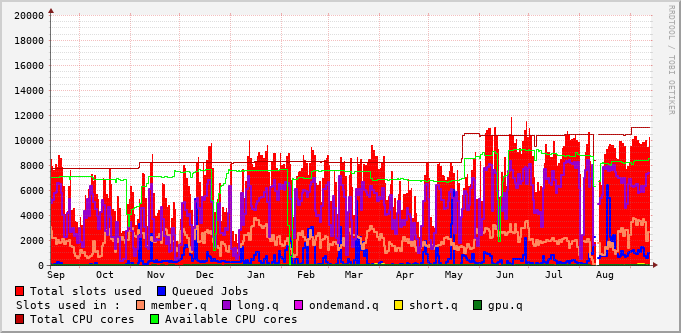 RRDTOOL / TOBI OETIKER
20000
18000
16000
14000
12000
10000
8000
6000
4000
2000
0
Sep Oct Nov Dec Jan Feb Mar Apr May Jun Jul Aug
Total slots used Queued Jobs
Slots used in : member.q long.q ondemand.q short.q gpu.q
Total CPU cores Available CPU cores